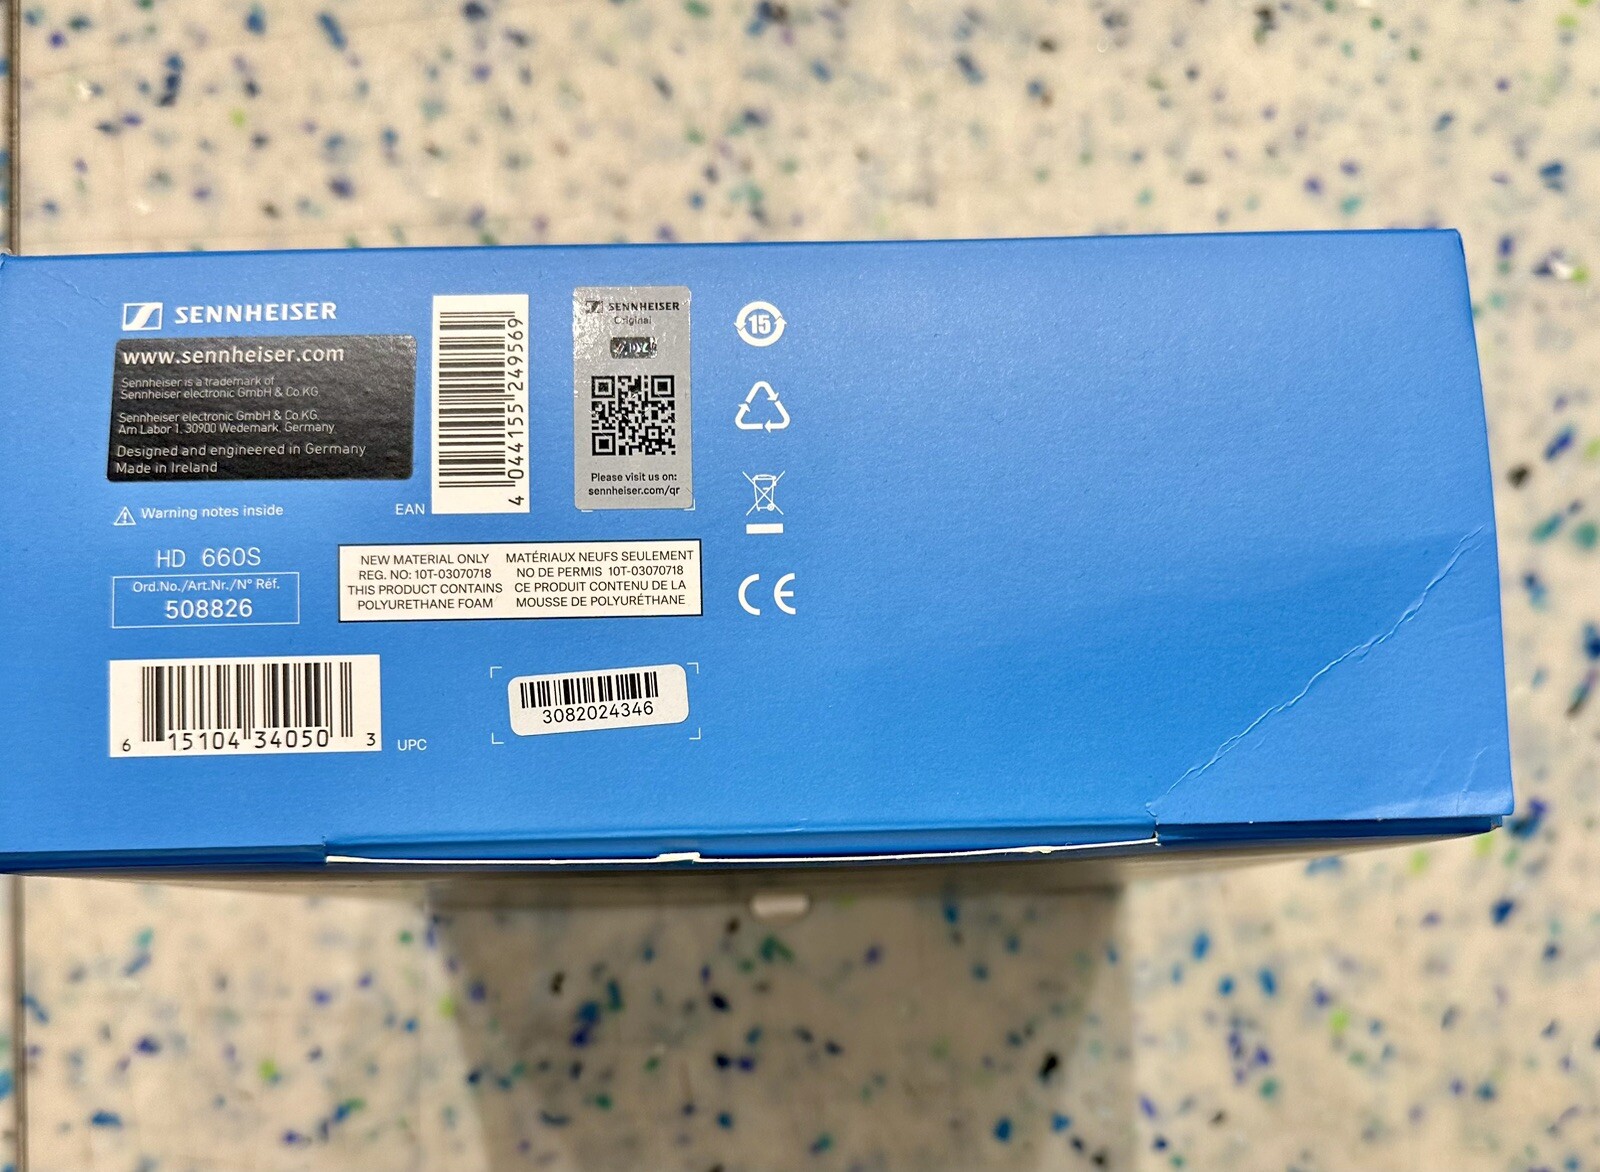 SENNHEISER
www.sennheiser.com
Sennheiser is a trademark of
Sennheiser electronic GmbH & Co.KG.
Sennheiser electronic GmbH & Co.KG.
Am Labor 1, 30900 Wedemark, Germany
Designed and engineered in Germany
Made in Ireland
Warning notes inside
EAN
4 044155 249569
SENNHEISER
Original
Please visit us on:
sennheiser.com/qr
15
HD 660S
Ord.No./Art.Nr./N° Réf.
508826
NEW MATERIAL ONLY
REG. NO: 10T-03070718
THIS PRODUCT CONTAINS
POLYURETHANE FOAM
MATÉRIAUX NEUFS SEULEMENT
NO DE PERMIS 10T-03070718
CE PRODUIT CONTENU DE LA
MOUSSE DE POLYURÉTHANE
CE
6 15104 34050 3
UPC
3082024346